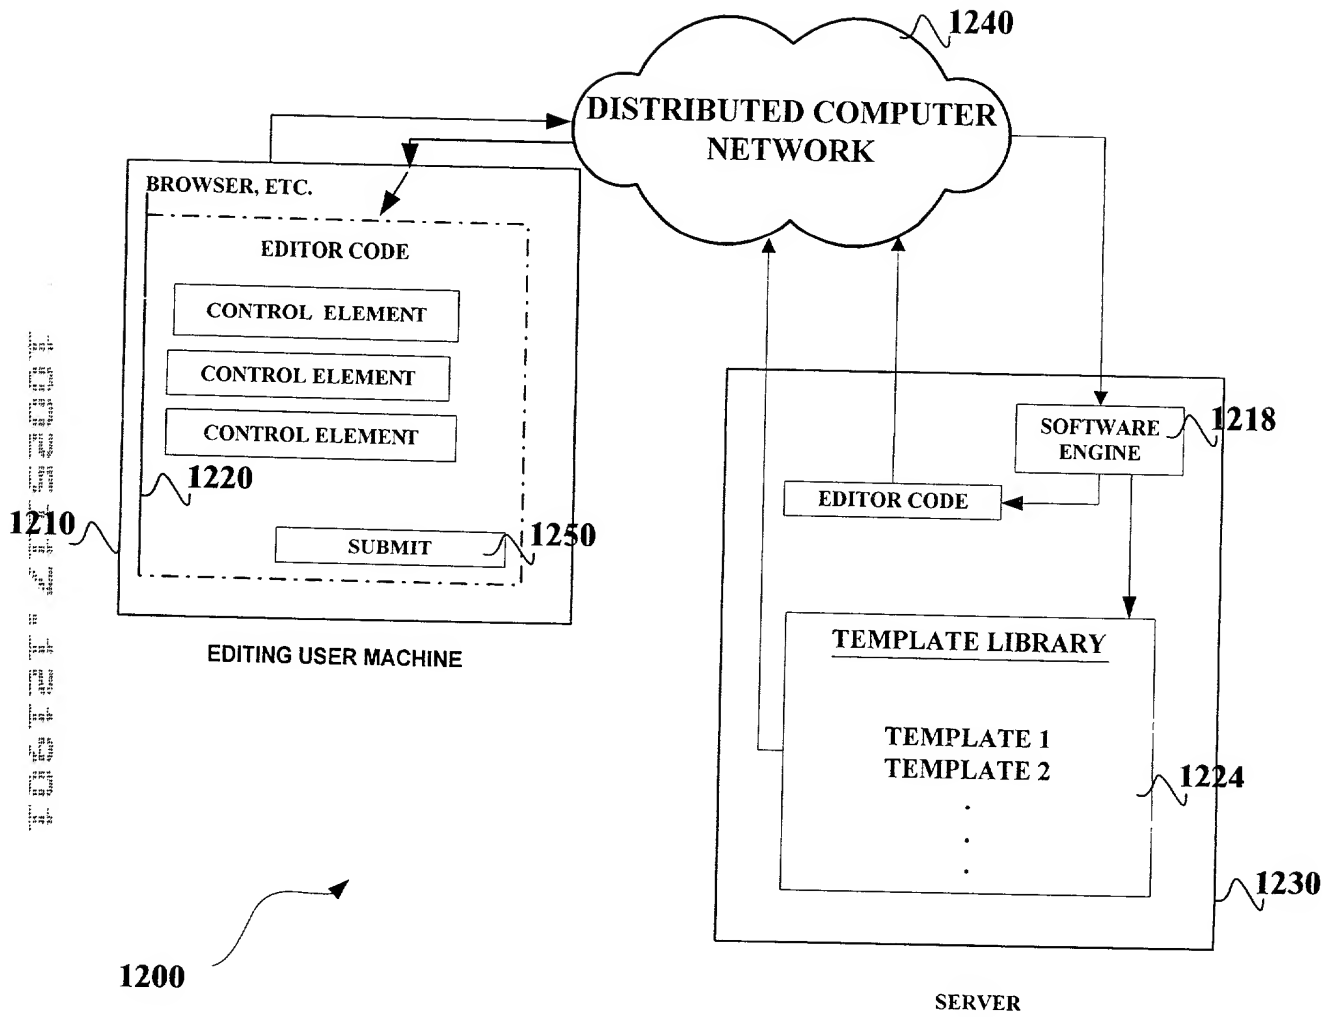 1240
DISTRIBUTED COMPUTER
NETWORK
BROWSER, ETC.
EDITOR CODE
CONTROL ELEMENT
CONTROL ELEMENT
CONTROL ELEMENT
1220
1210
SUBMIT
1250
EDITING USER MACHINE
SOFTWARE
ENGINE
1218
EDITOR CODE
TEMPLATE LIBRARY
TEMPLATE 1
TEMPLATE 2
.
.
.
1224
1230
1200
SERVER